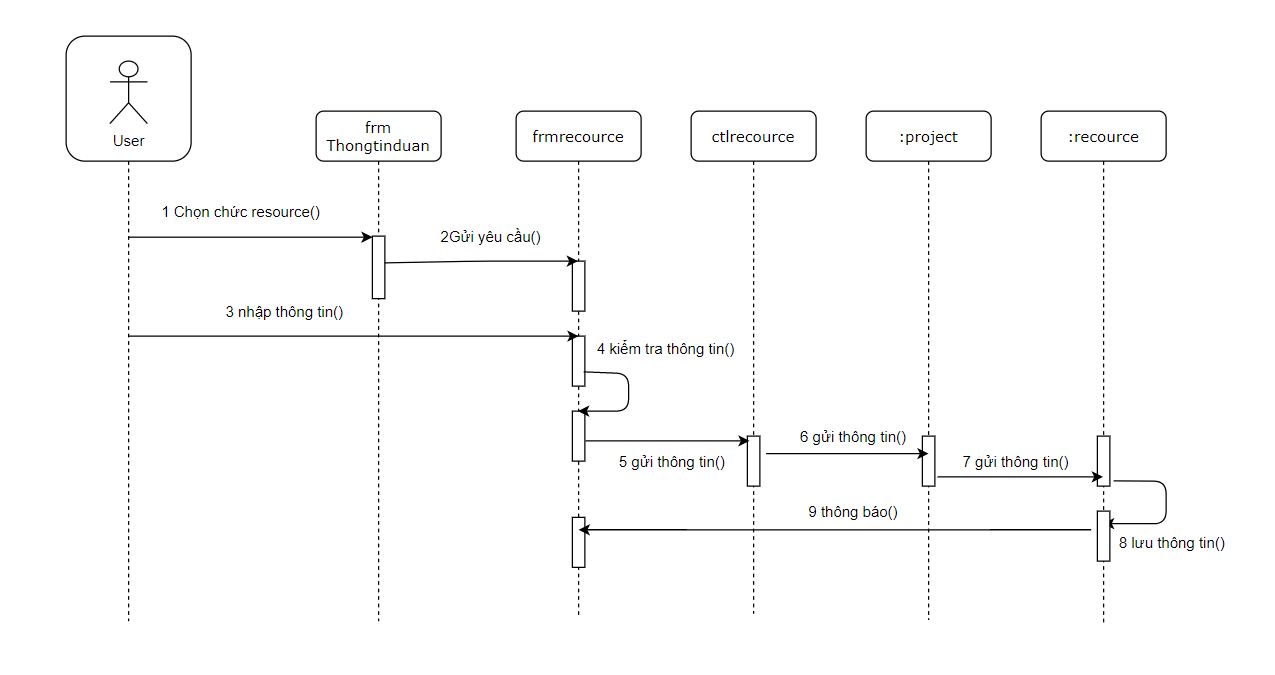 User
frm
Thongtinduan
frmrecource
ctlrecource
:project
:recource
1 Chọn chức resource()
2Gửi yêu cầu()
3 nhập thông tin()
4 kiểm tra thông tin()
5 gửi thông tin()
6 gửi thông tin()
7 gửi thông tin()
9 thông báo()
8 lưu thông tin()